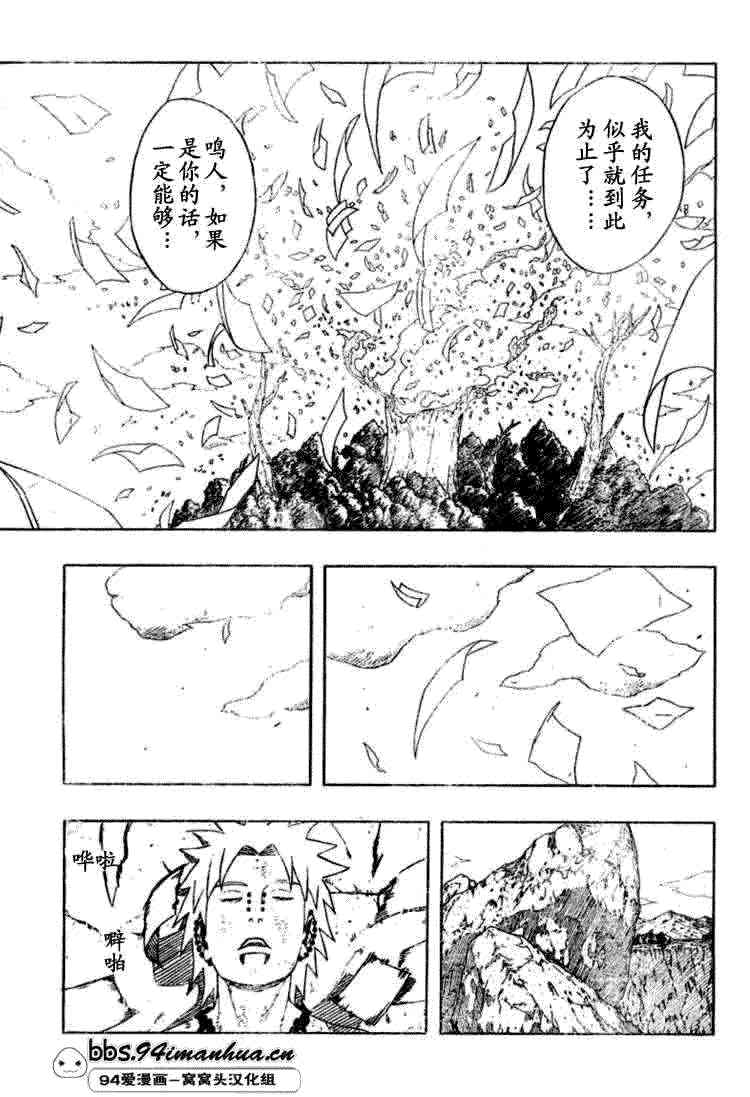 我的任务,
似乎就到此
为止了……
鸣人,如果
是你的话,
一定能够…
哗啦
噼啪
bbs.94imanhua.cn
94爱漫画-窝窝头汉化组